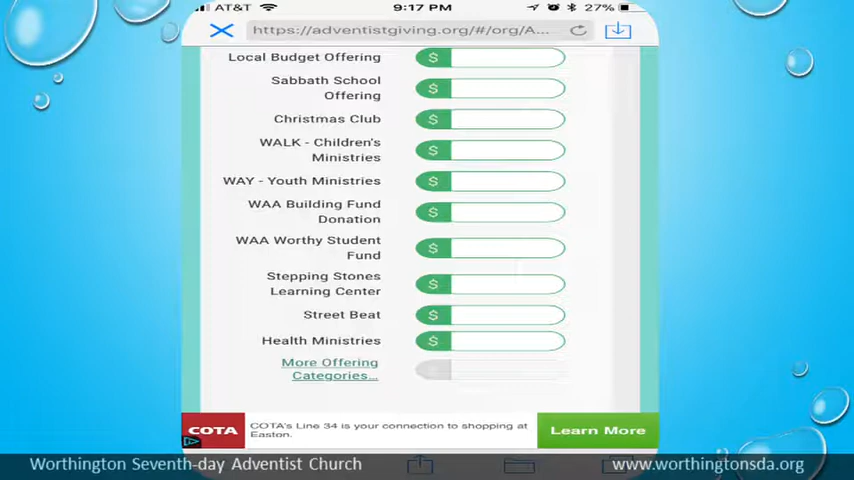 AT&T 9:17 PM 27%
https://adventistgiving.org/#/org/A...
Local Budget Offering $
Sabbath School
Offering $
Christmas Club $
WALK - Children's
Ministries $
WAY - Youth Ministries $
WAA Building Fund
Donation $
WAA Worthy Student
Fund $
Stepping Stones
Learning Center $
Street Beat $
Health Ministries $
More Offering
Categories...
COTA
COTA's Line 34 is your connection to shopping at
Easton.
Learn More
Worthington Seventh-day Adventist Church www.worthingtonsda.org